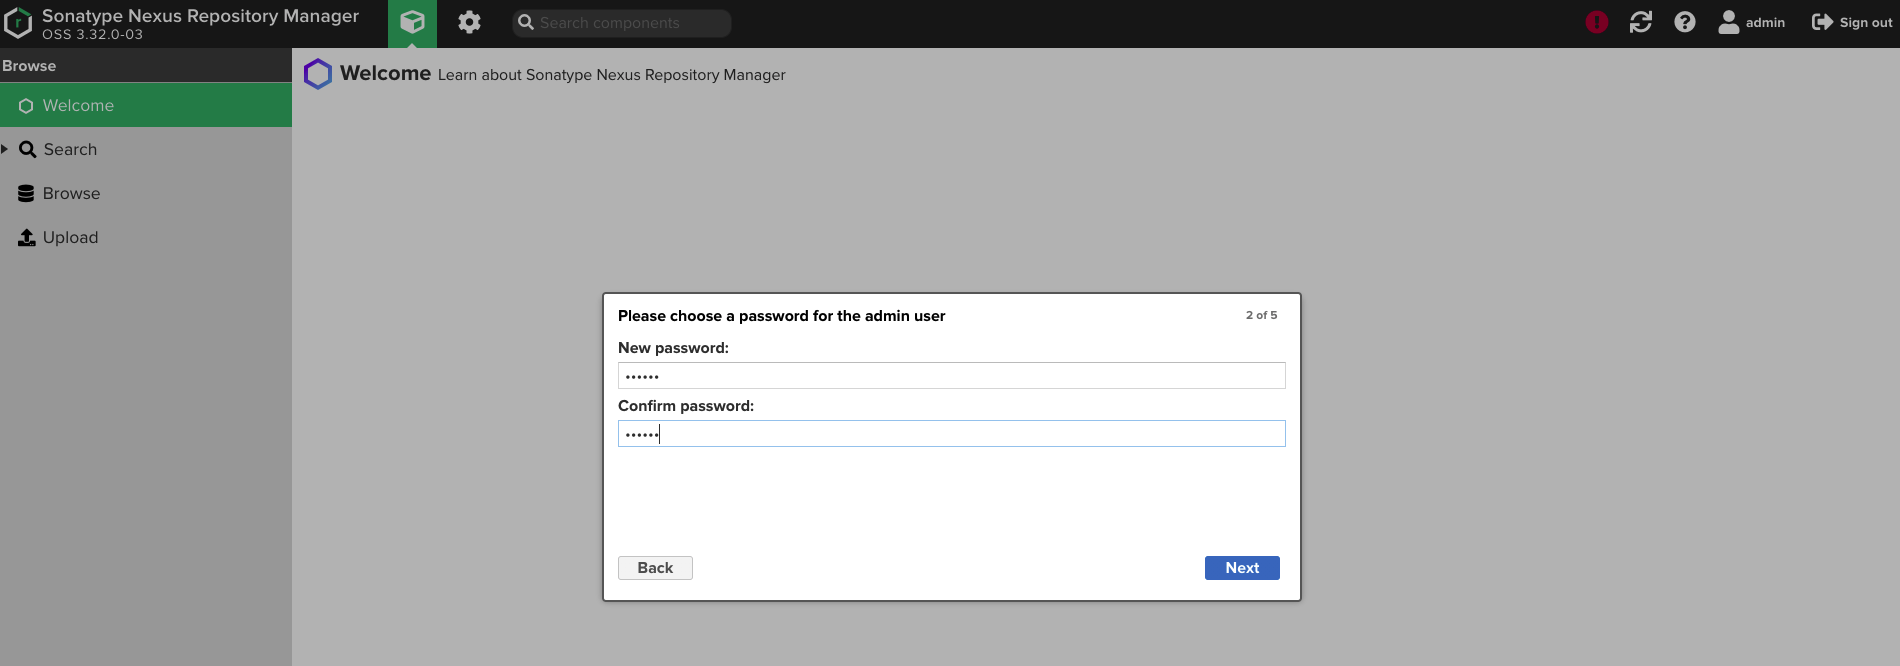 Sonatype Nexus Repository Manager
OSS 3.32.0-03
Search components
admin
Sign out
Browse
Welcome
Search
Browse
Upload
Welcome Learn about Sonatype Nexus Repository Manager
Please choose a password for the admin user
2 of 5
New password:
••••••
Confirm password:
••••••
Back
Next